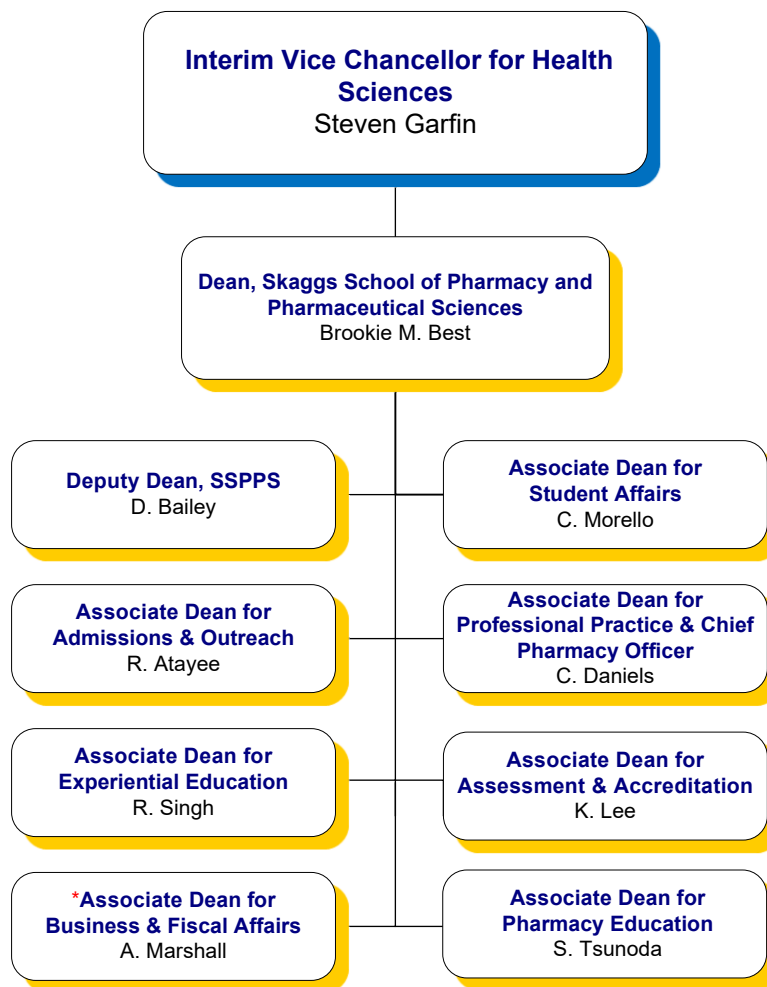 Interim Vice Chancellor for Health
Sciences
Steven Garfin
Dean, Skaggs School of Pharmacy and
Pharmaceutical Sciences
Brookie M. Best
Deputy Dean, SSPPS
D. Bailey
Associate Dean for
Student Affairs
C. Morello
Associate Dean for
Admissions & Outreach
R. Atayee
Associate Dean for
Professional Practice & Chief
Pharmacy Officer
C. Daniels
Associate Dean for
Experiential Education
R. Singh
Associate Dean for
Assessment & Accreditation
K. Lee
*Associate Dean for
Business & Fiscal Affairs
A. Marshall
Associate Dean for
Pharmacy Education
S. Tsunoda